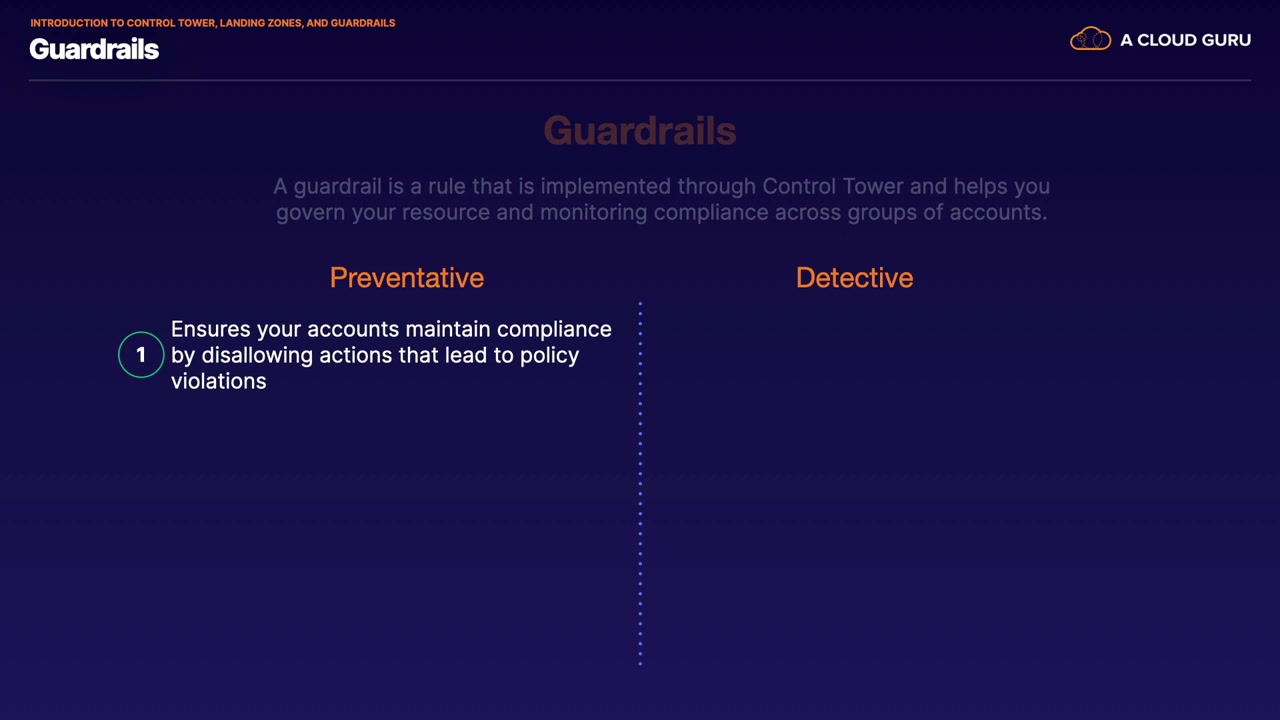 INTRODUCTION TO CONTROL TOWER, LANDING ZONES, AND GUARDRAILS
Guardrails
A CLOUD GURU
Guardrails
A guardrail is a rule that is implemented through Control Tower and helps you
govern your resource and monitoring compliance across groups of accounts.
Preventative
1
Ensures your accounts maintain compliance
by disallowing actions that lead to policy
violations
Detective